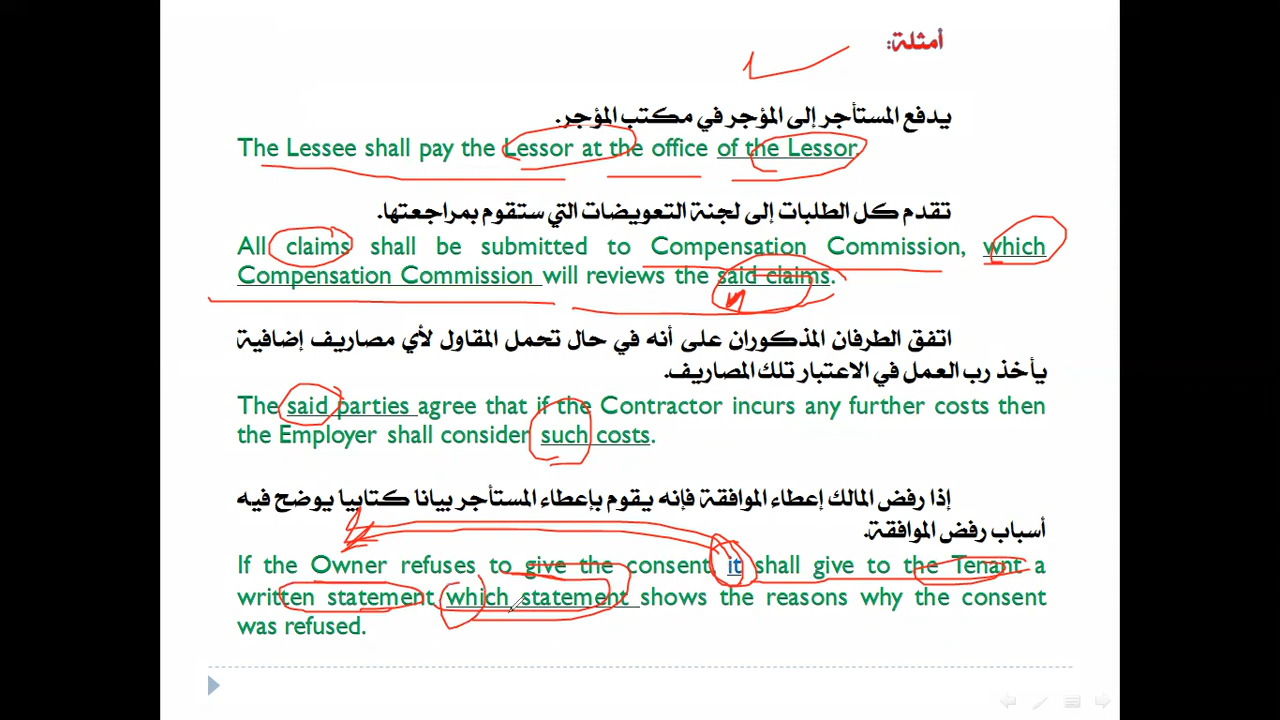 أمثلة:
يدفع المستأجر إلى المؤجر في مكتب المؤجر.
The Lessee shall pay the Lessor at the office of the Lessor.
تقدم كل الطلبات إلى لجنة التعويضات التي ستقوم بمراجعتها.
All claims shall be submitted to Compensation Commission, which
Compensation Commission will reviews the said claims.
اتفق الطرفان المذكوران على أنه في حال تحمل المقاول لأي مصاريف إضافية
يأخذ رب العمل في الاعتبار تلك المصاريف.
The said parties agree that if the Contractor incurs any further costs then
the Employer shall consider such costs.
إذا رفض المالك إعطاء الموافقة فإنه يقوم بإعطاء المستأجر بيانا كتابيا يوضح فيه
أسباب رفض الموافقة.
If the Owner refuses to give the consent, it shall give to the Tenant a
written statement which statement shows the reasons why the consent
was refused.